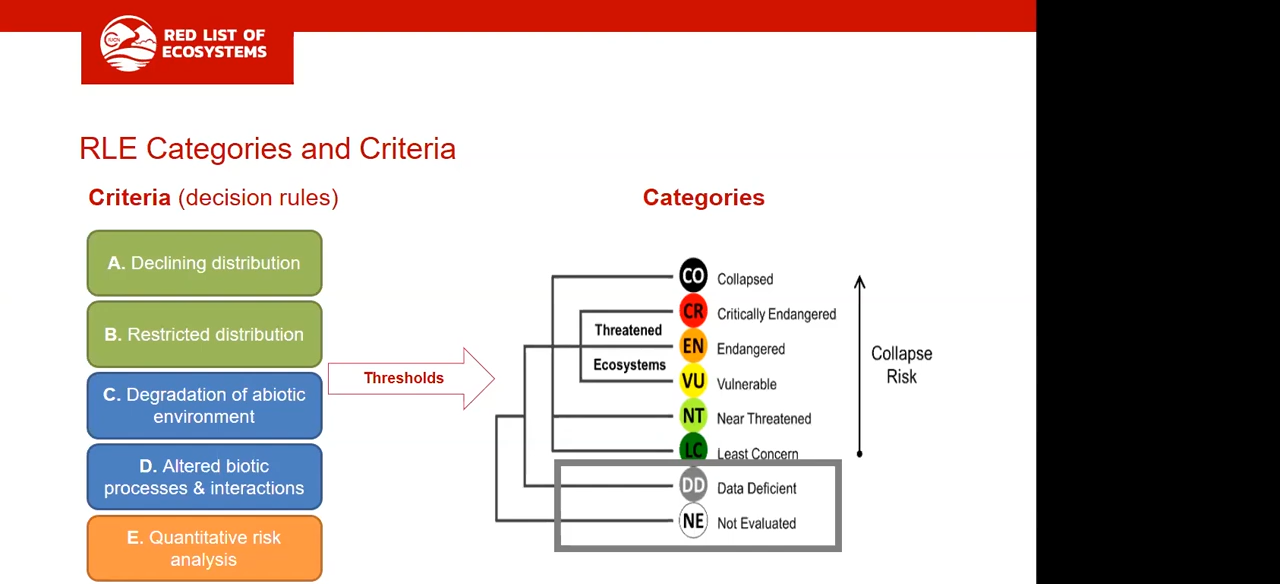 IUCN
RED LIST OF
ECOSYSTEMS
RLE Categories and Criteria
Criteria (decision rules)
A. Declining distribution
B. Restricted distribution
C. Degradation of abiotic
environment
D. Altered biotic
processes & interactions
E. Quantitative risk
analysis
Thresholds
Categories
CO Collapsed
CR Critically Endangered
Threatened
EN Endangered
Ecosystems
VU Vulnerable
NT Near Threatened
LC Least Concern
DD Data Deficient
NE Not Evaluated
Collapse
Risk